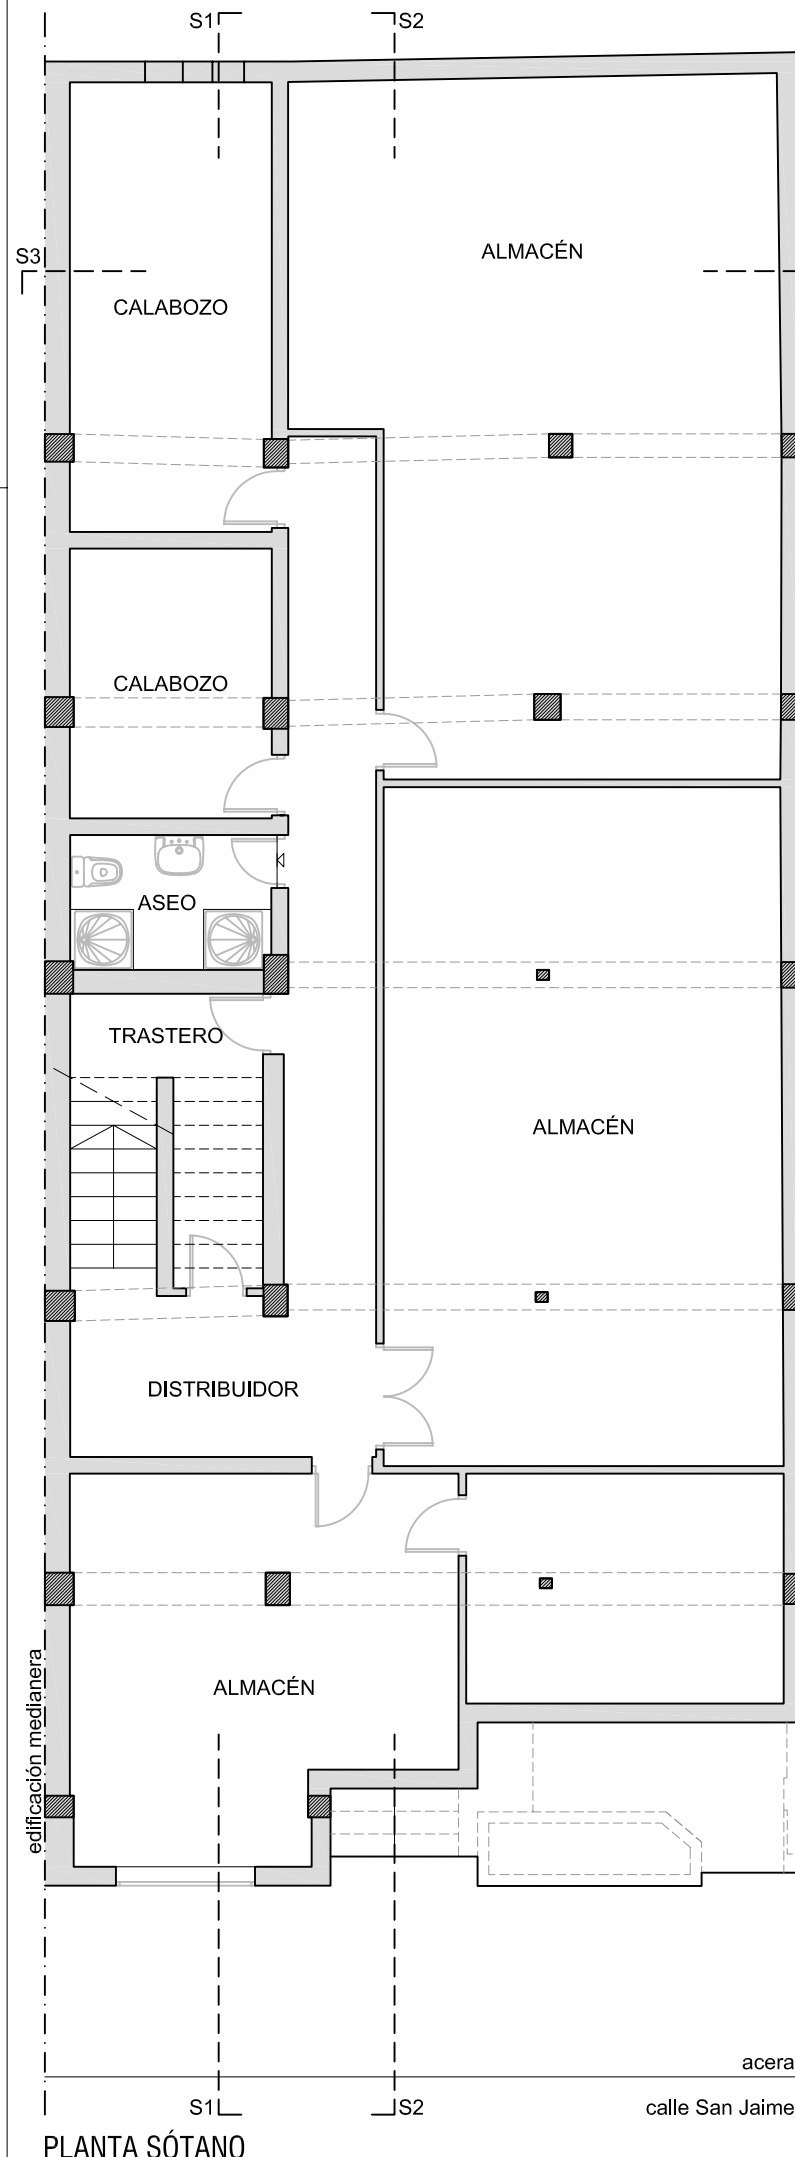 S1 S2
ALMACÉN
S3
CALABOZO
CALABOZO
ASEO
TRASTERO
ALMACÉN
DISTRIBUIDOR
ALMACÉN
edificación medianera
acera
S1 S2
calle San Jaime
PLANTA SÓTANO